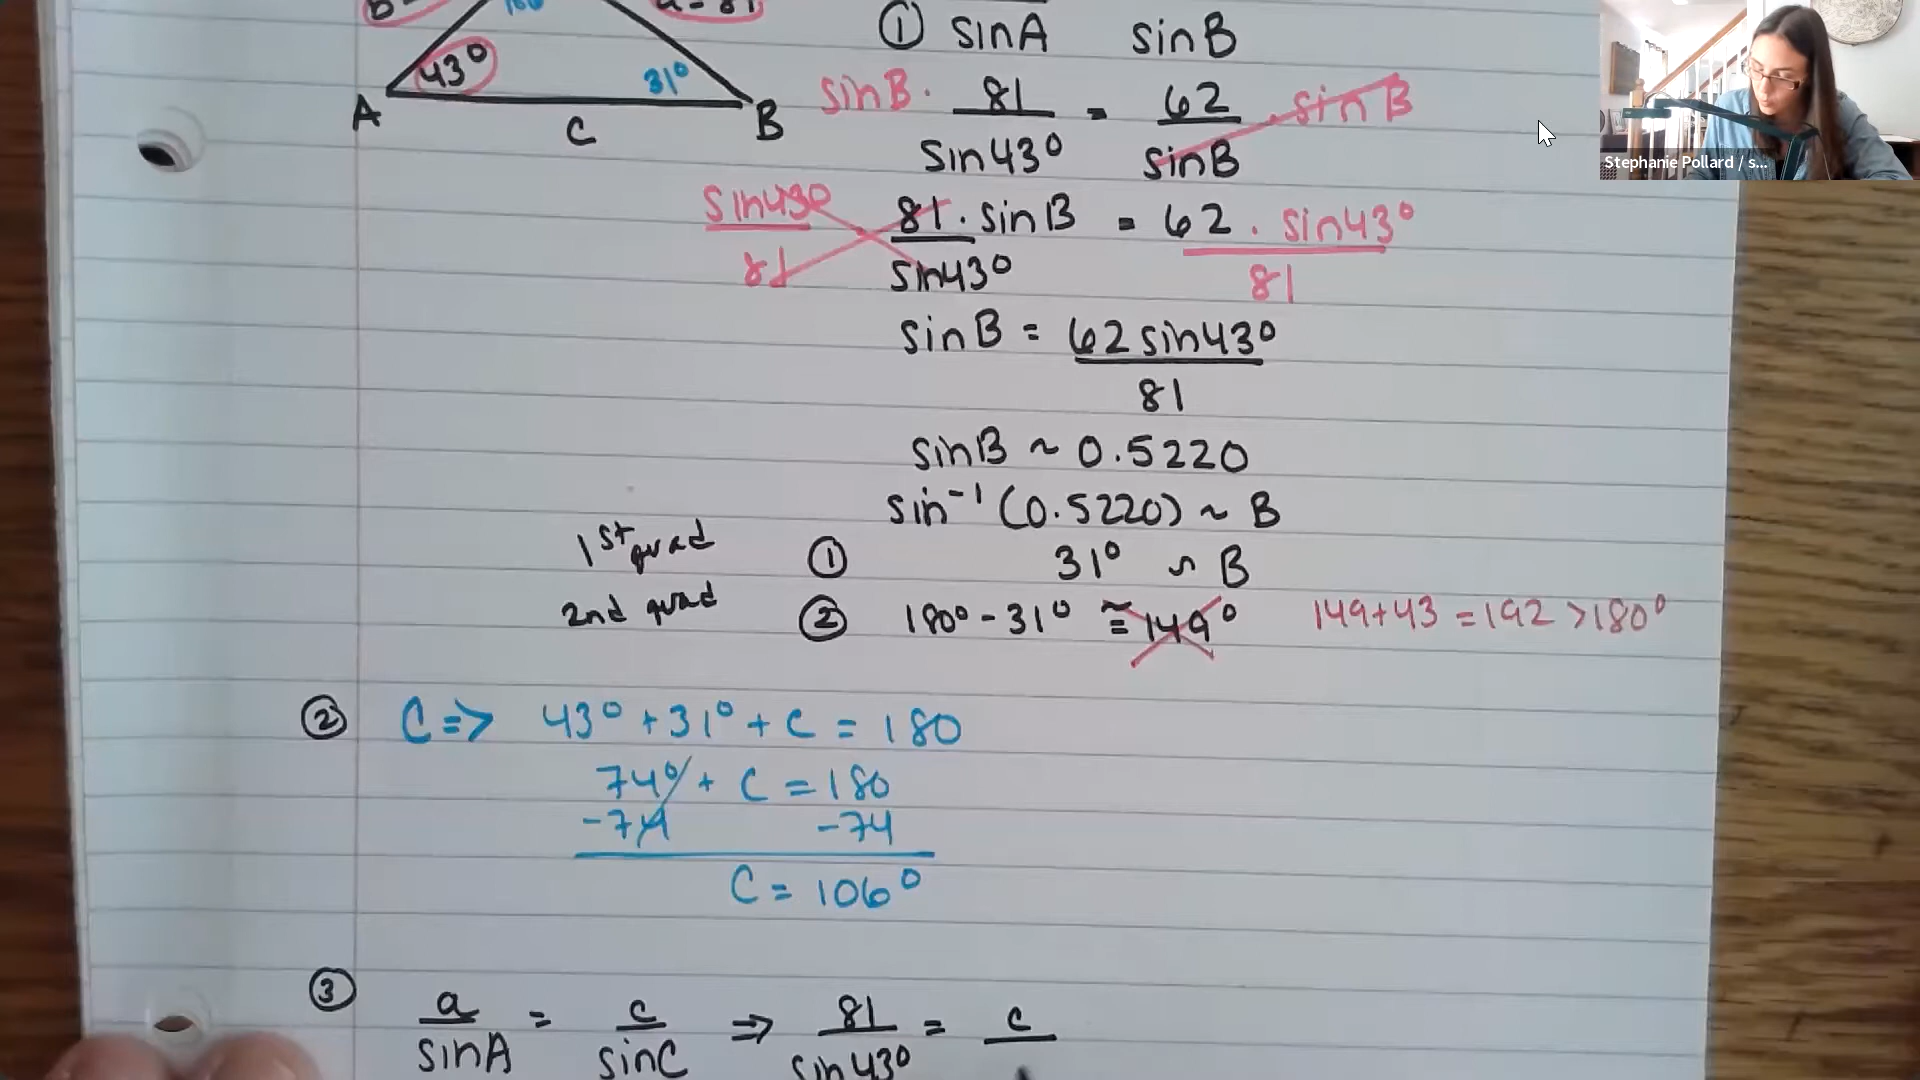 ① sinA sinB
43° 31°
A c B
sinB · 81/sin43° = 62/sinB · sinB
Stephanie Pollard / s...
sin43°/81 81 · sinB/sin43° = 62 · sin43°/81
sinB = 62 sin43°/81
sinB ~ 0.5220
sin⁻¹(0.5220) ~ B
1st quad ① 31° ~ B
2nd quad ② 180° - 31° ≅ 149° 149+43 = 192 > 180°
② C => 43° + 31° + C = 180
74° + C = 180
-74 -74
C = 106°
③ a/sinA = c/sinC => 81/sin43° = c